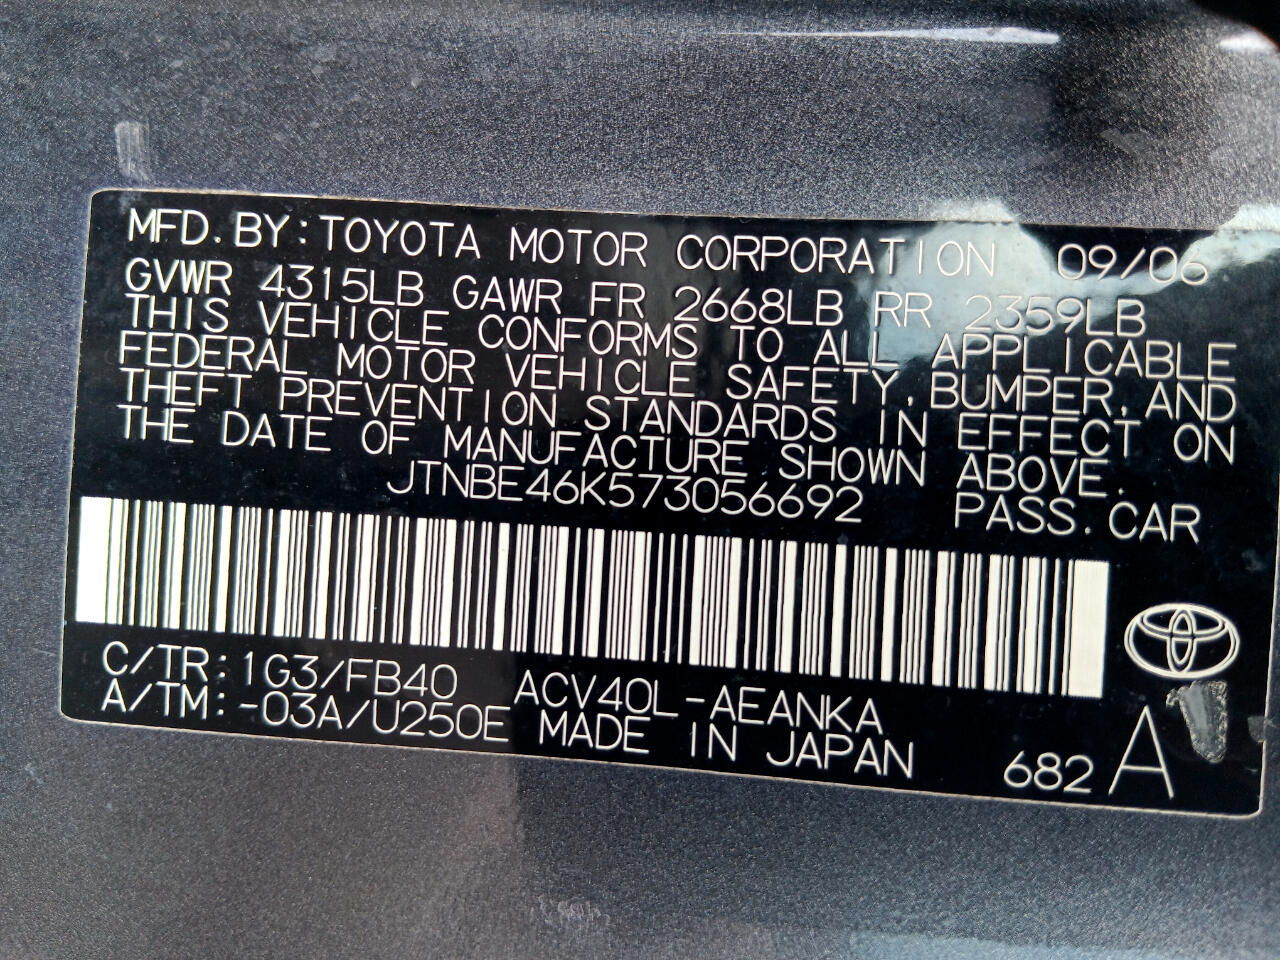 MFD. BY: TOYOTA MOTOR CORPORATION 09/06
GVWR 4315LB GAWR FR 2668LB RR 2359LB
THIS VEHICLE CONFORMS TO ALL APPLICABLE
FEDERAL MOTOR VEHICLE SAFETY, BUMPER, AND
THEFT PREVENTION STANDARDS IN EFFECT ON
THE DATE OF MANUFACTURE SHOWN ABOVE.
JTNBE46K573056692 PASS. CAR
C/TR: 1G3/FB40 ACV40L-AEANKA
A/TM: -03A/U250E MADE IN JAPAN 682 A